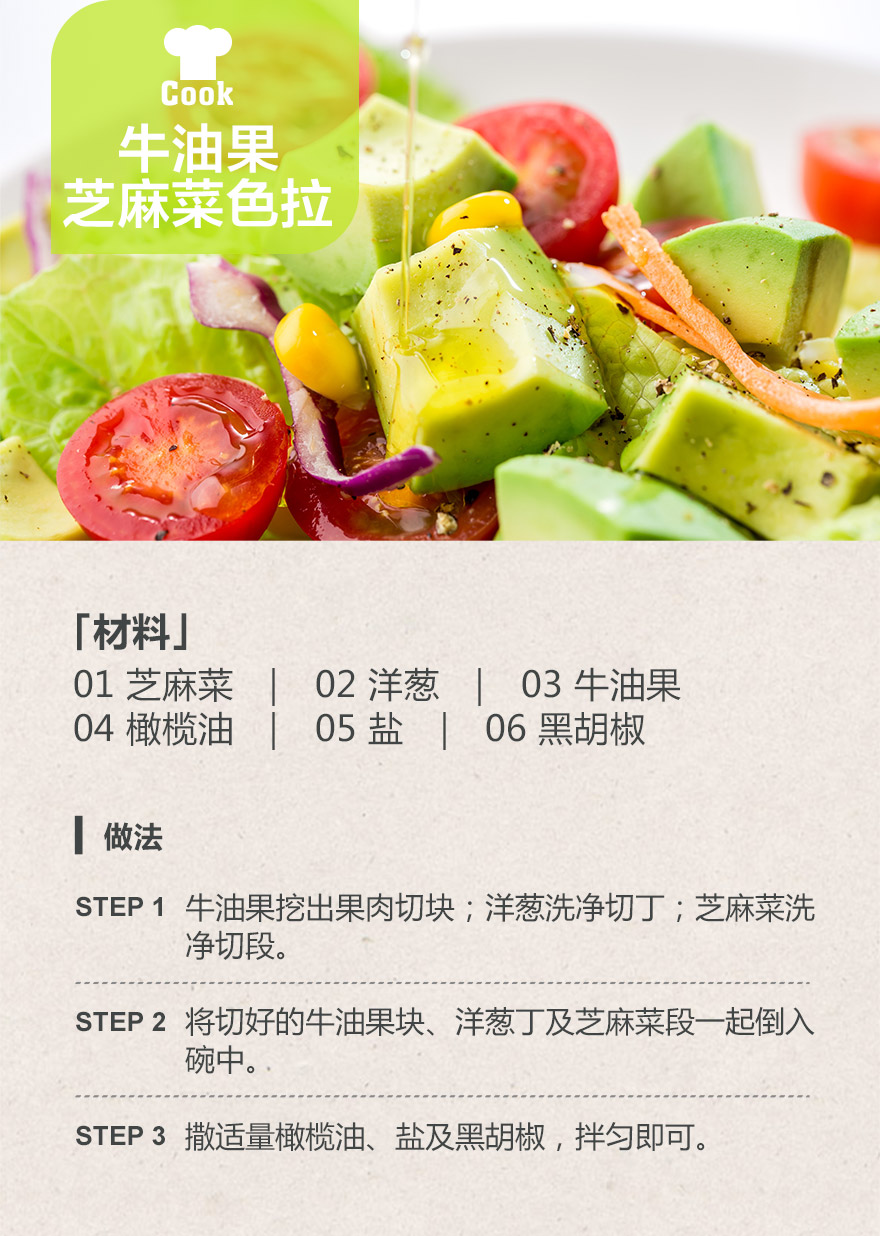 Cook
牛油果
芝麻菜色拉
「材料」
01 芝麻菜 | 02 洋葱 | 03 牛油果
04 橄榄油 | 05 盐 | 06 黑胡椒
做法
STEP 1 牛油果挖出果肉切块；洋葱洗净切丁；芝麻菜洗
净切段。
STEP 2 将切好的牛油果块、洋葱丁及芝麻菜段一起倒入
碗中。
STEP 3 撒适量橄榄油、盐及黑胡椒，拌匀即可。